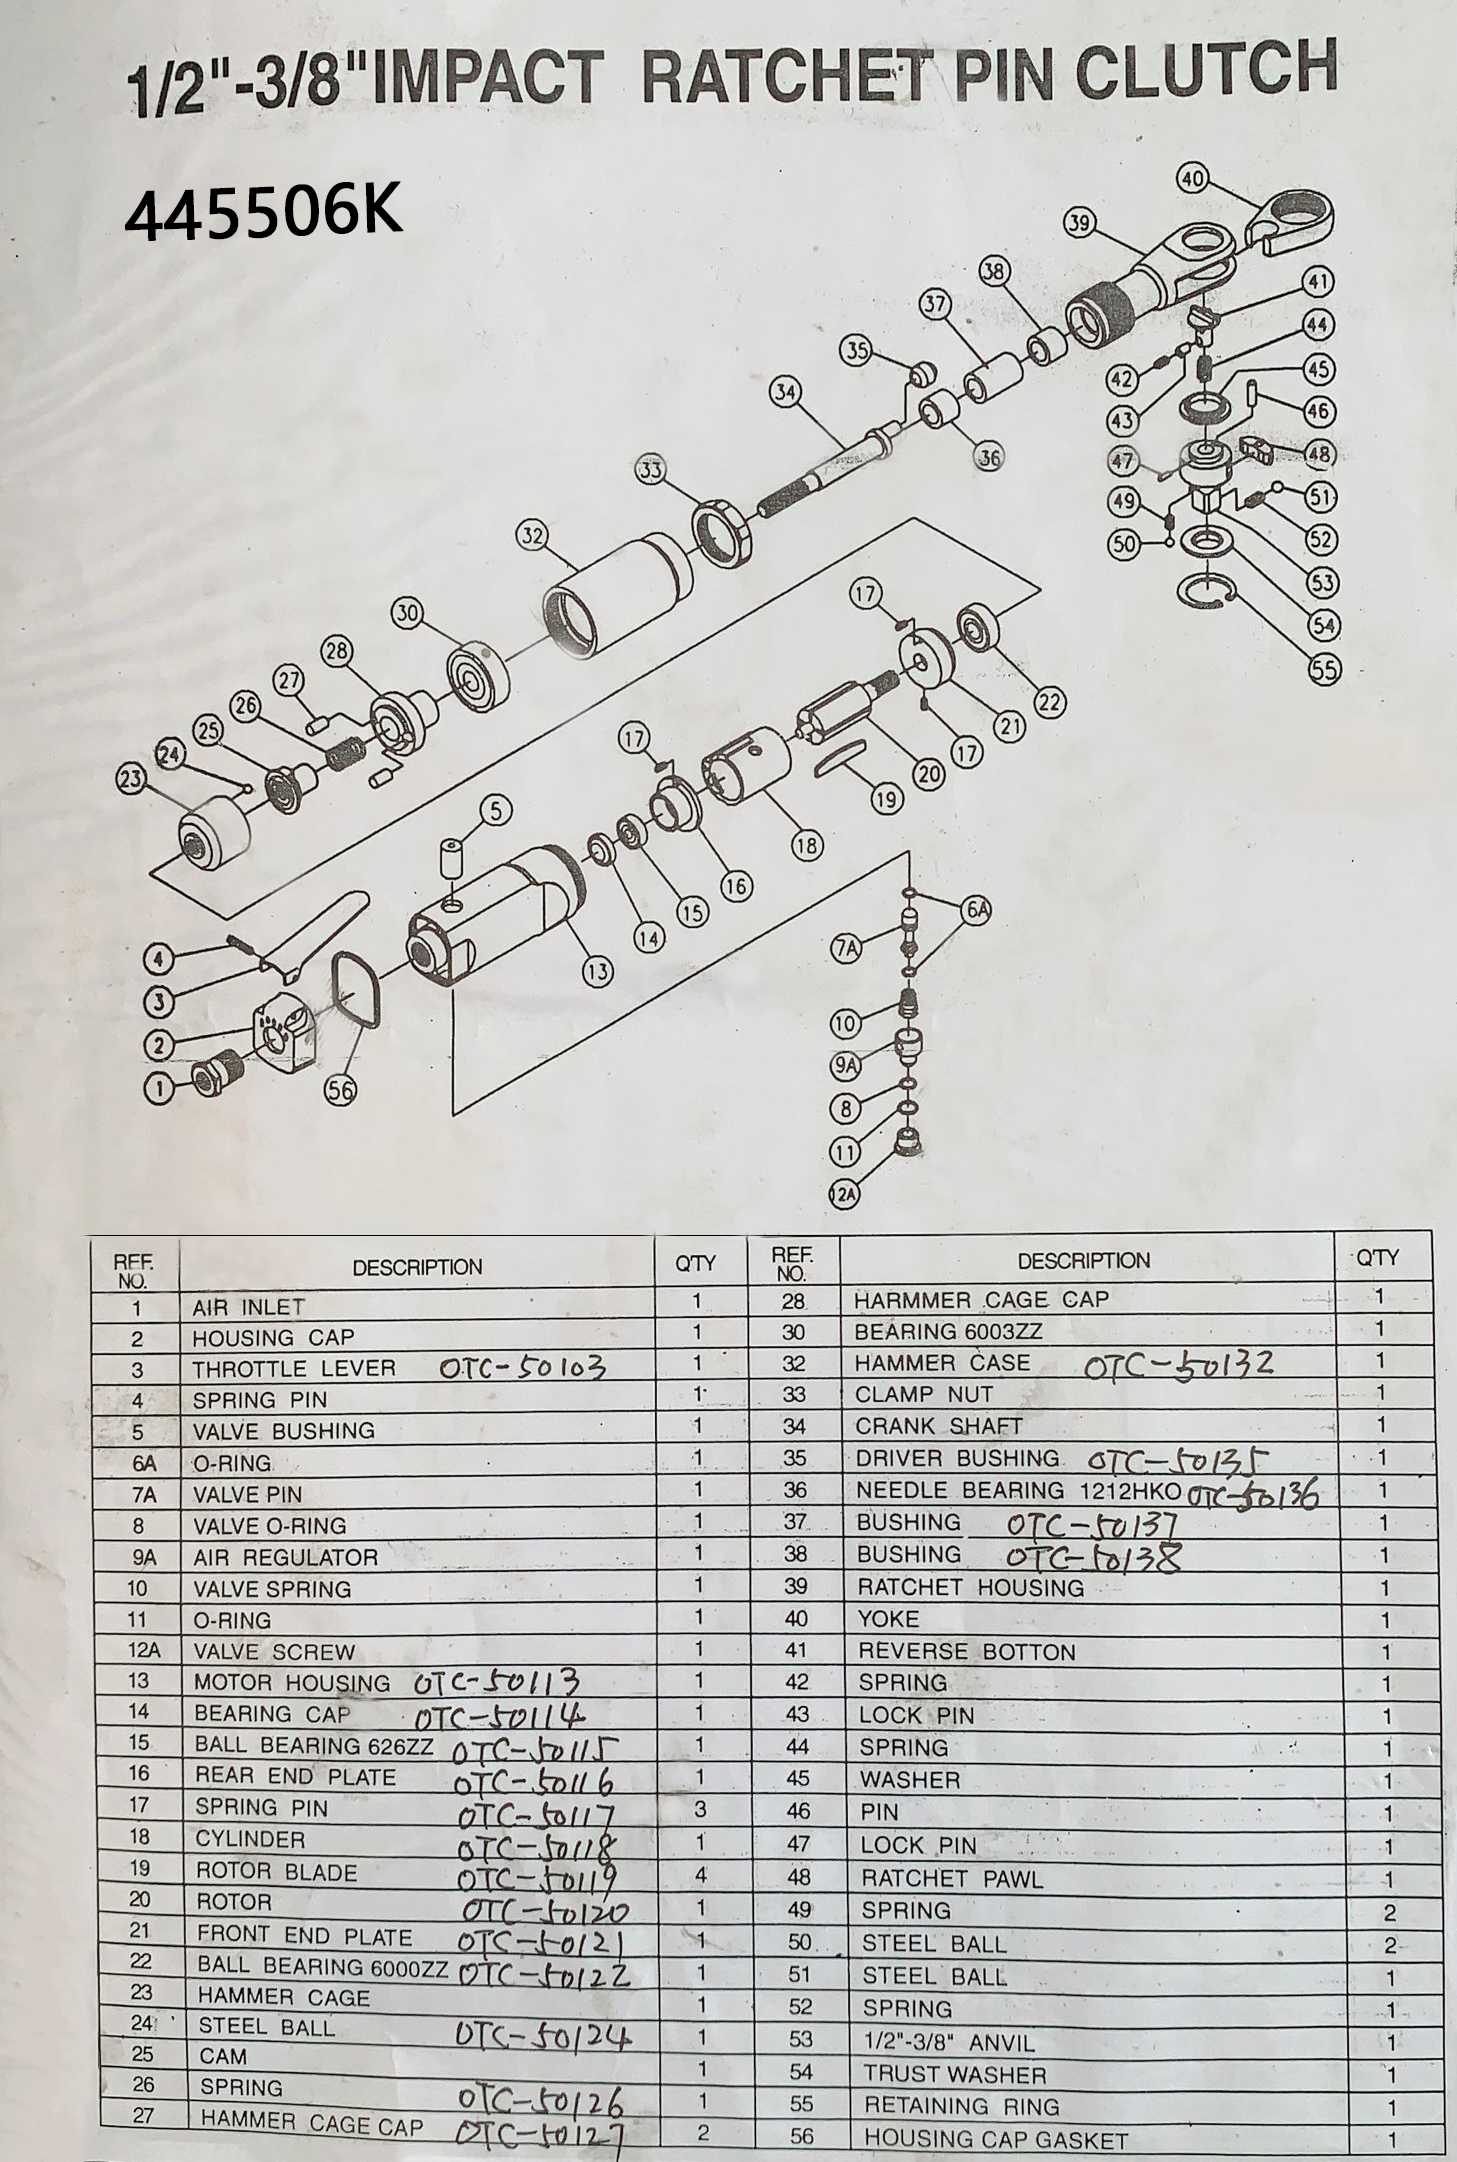 1/2"-3/8"IMPACT RATCHET PIN CLUTCH
445506K
40
39
38
41
37
44
35
42
45
34
43
46
36
47
48
33
49
51
32
50
52
53
17
54
30
55
28
27
22
26
21
25
17
17
24
20
23
19
5
18
16
15
6A
14
7A
4
13
3
10
2
9A
1
56
8
11
12A
REF. NO. DESCRIPTION Q'TY REF. NO. DESCRIPTION QTY
1 AIR INLET 1 28 HARMMER CAGE CAP 1
2 HOUSING CAP 1 30 BEARING 6003ZZ 1
3 THROTTLE LEVER OTC-50103 1 32 HAMMER CASE OTC-50132 1
4 SPRING PIN 1 33 CLAMP NUT 1
5 VALVE BUSHING 1 34 CRANK SHAFT 1
6A O-RING 1 35 DRIVER BUSHING OTC-50135 1
7A VALVE PIN 1 36 NEEDLE BEARING 1212HKO OTC-50136 1
8 VALVE O-RING 1 37 BUSHING OTC-50137 1
9A AIR REGULATOR 1 38 BUSHING OTC-50138 1
10 VALVE SPRING 1 39 RATCHET HOUSING 1
11 O-RING 1 40 YOKE 1
12A VALVE SCREW 1 41 REVERSE BOTTON 1
13 MOTOR HOUSING OTC-50113 1 42 SPRING 1
14 BEARING CAP OTC-50114 1 43 LOCK PIN 1
15 BALL BEARING 626ZZ OTC-50115 1 44 SPRING 1
16 REAR END PLATE OTC-50116 1 45 WASHER 1
17 SPRING PIN OTC-50117 3 46 PIN 1
18 CYLINDER OTC-50118 1 47 LOCK PIN 1
19 ROTOR BLADE OTC-50119 4 48 RATCHET PAWL 1
20 ROTOR OTC-50120 1 49 SPRING 2
21 FRONT END PLATE OTC-50121 1 50 STEEL BALL 2
22 BALL BEARING 6000ZZ OTC-50122 1 51 STEEL BALL 1
23 HAMMER CAGE 1 52 SPRING 1
24 STEEL BALL OTC-50124 1 53 1/2"-3/8" ANVIL 1
25 CAM 1 54 TRUST WASHER 1
26 SPRING OTC-50126 1 55 RETAINING RING 1
27 HAMMER CAGE CAP OTC-50127 2 56 HOUSING CAP GASKET 1